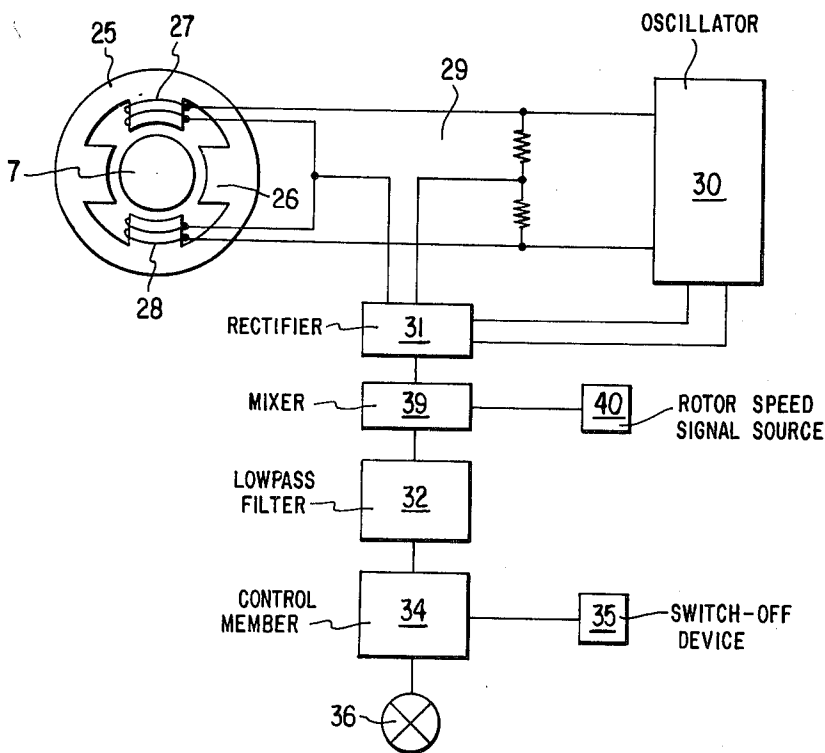 OSCILLATOR
25
27
29
7
26
30
28
RECTIFIER
31
MIXER
39
40
ROTOR SPEED
SIGNAL SOURCE
LOWPASS
FILTER
32
CONTROL
MEMBER
34
35
SWITCH-OFF
DEVICE
36